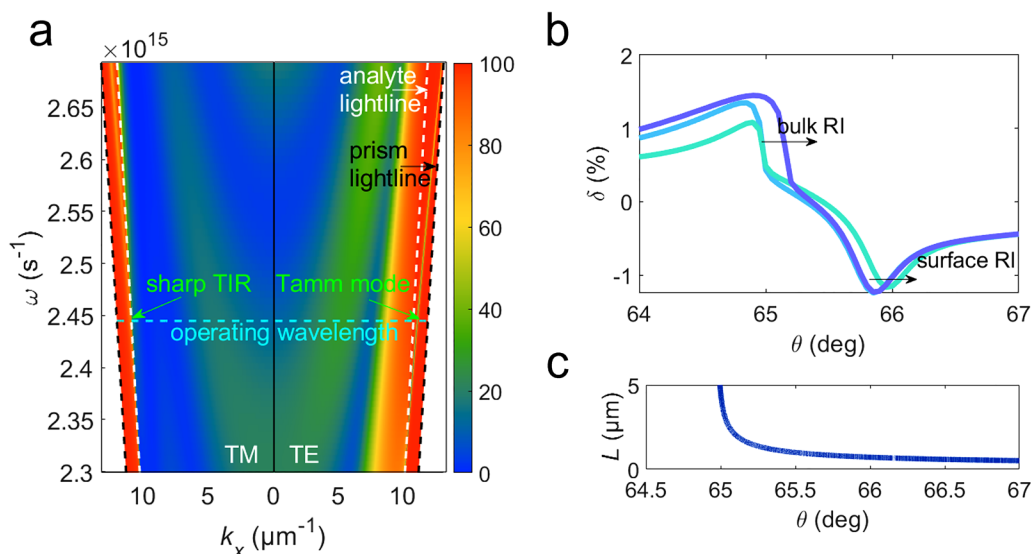 a
× 10^15
2.65
2.6
2.55
2.5
2.45
2.4
2.35
2.3
ω (s⁻¹)
analyte
lightline
prism
lightline
sharp TIR
Tamm mode
operating wavelength
TM
TE
10
5
0
5
10
k_x (μm⁻¹)
100
80
60
40
20
0
b
2
1
0
-1
δ (%)
bulk RI
surface RI
64
65
66
67
θ (deg)
c
5
0
L (μm)
64.5
65
65.5
66
66.5
67
θ (deg)